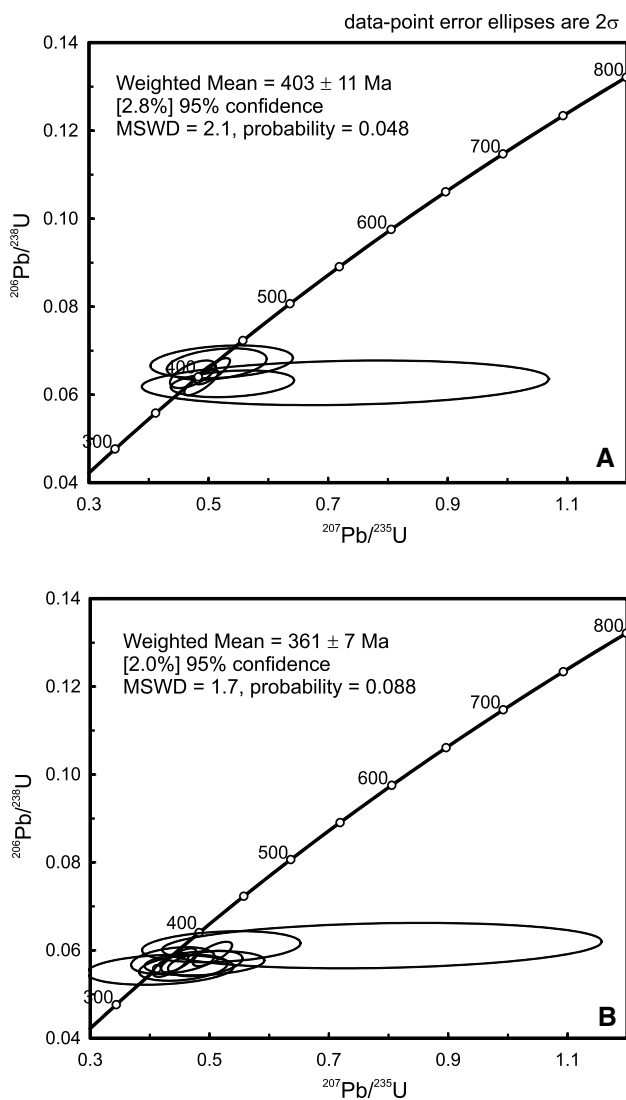 data-point error ellipses are 2σ
0.14
Weighted Mean = 403 ± 11 Ma
[2.8%] 95% confidence
MSWD = 2.1, probability = 0.048
800
0.12
700
0.10
600
206Pb/238U
500
0.08
400
0.06
300
A
0.04
0.3 0.5 0.7 0.9 1.1
207Pb/235U
0.14
Weighted Mean = 361 ± 7 Ma
[2.0%] 95% confidence
MSWD = 1.7, probability = 0.088
800
0.12
700
0.10
600
206Pb/238U
500
0.08
400
0.06
300
B
0.04
0.3 0.5 0.7 0.9 1.1
207Pb/235U